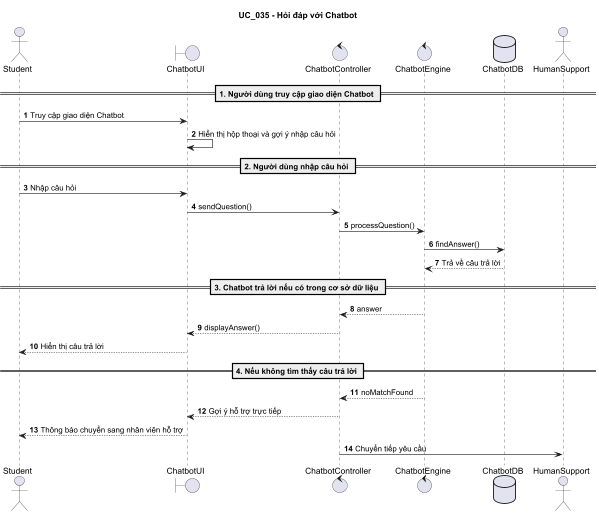 UC_035 - Hỏi đáp với Chatbot
Student
ChatbotUI
ChatbotController
ChatbotEngine
ChatbotDB
HumanSupport
1. Người dùng truy cập giao diện Chatbot
1 Truy cập giao diện Chatbot
2 Hiển thị hộp thoại và gợi ý nhập câu hỏi
2. Người dùng nhập câu hỏi
3 Nhập câu hỏi
4 sendQuestion()
5 processQuestion()
6 findAnswer()
7 Trả về câu trả lời
3. Chatbot trả lời nếu có trong cơ sở dữ liệu
8 answer
9 displayAnswer()
10 Hiển thị câu trả lời
4. Nếu không tìm thấy câu trả lời
11 noMatchFound
12 Gợi ý hỗ trợ trực tiếp
13 Thông báo chuyển sang nhân viên hỗ trợ
14 Chuyển tiếp yêu cầu
Student
ChatbotUI
ChatbotController
ChatbotEngine
ChatbotDB
HumanSupport